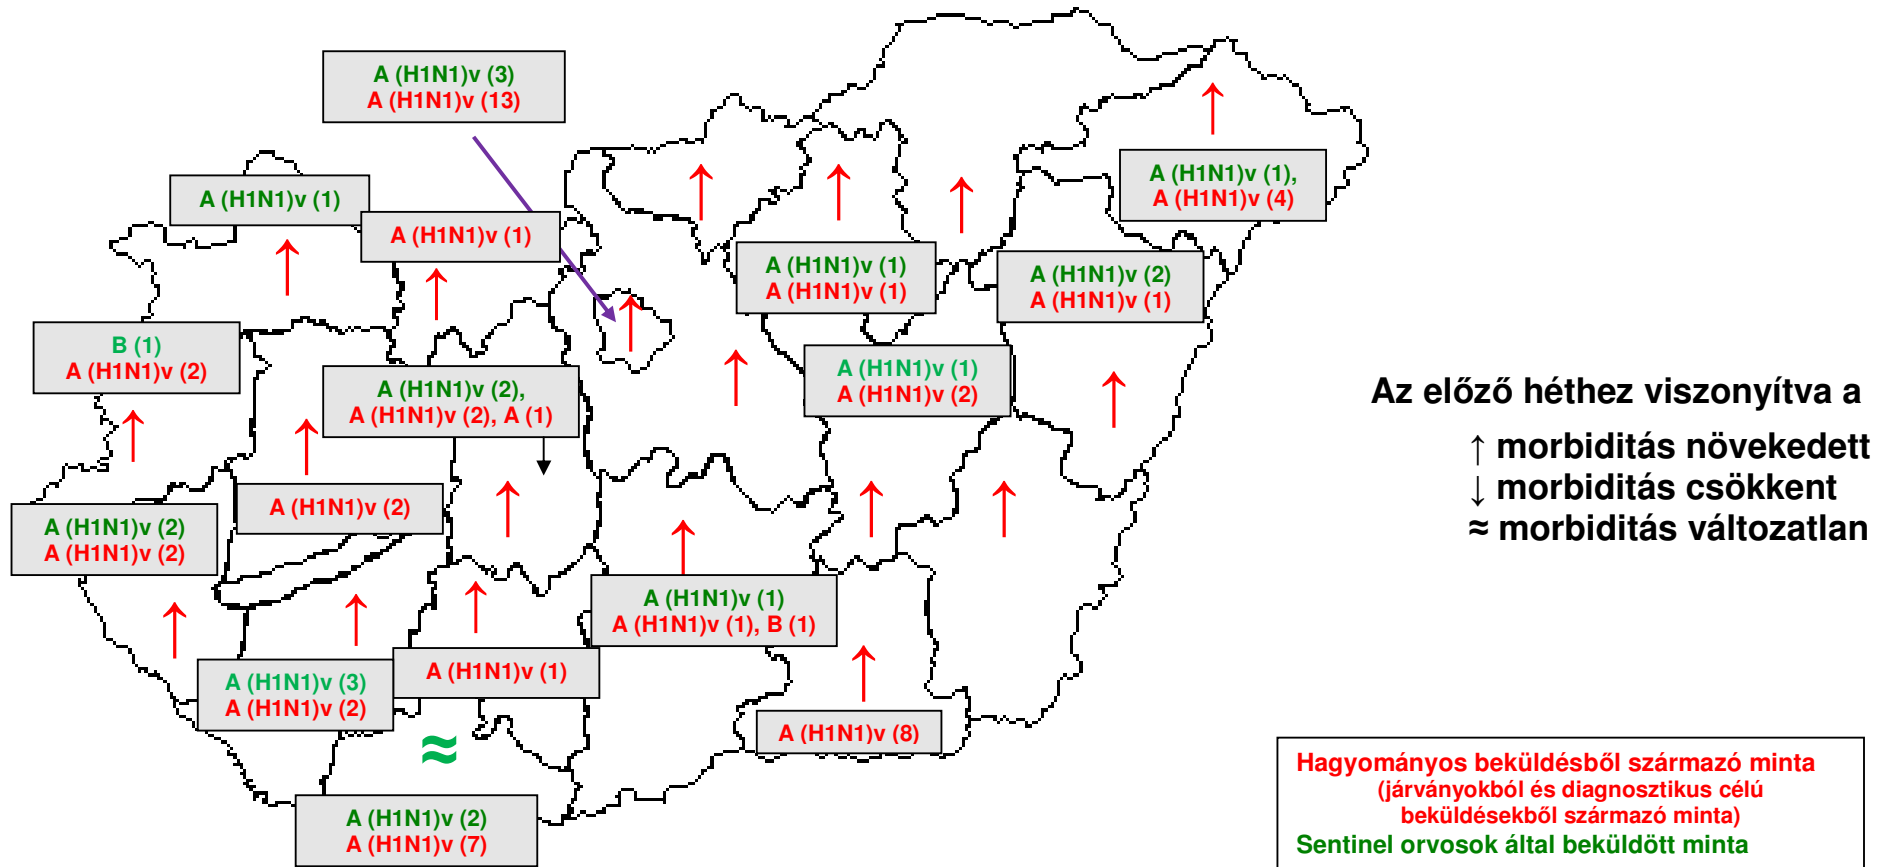 A (H1N1)v (3)
A (H1N1)v (13)
A (H1N1)v (1)
A (H1N1)v (1)
A (H1N1)v (1),
A (H1N1)v (4)
A (H1N1)v (1)
A (H1N1)v (1)
A (H1N1)v (2)
A (H1N1)v (1)
B (1)
A (H1N1)v (2)
A (H1N1)v (2),
A (H1N1)v (2), A (1)
A (H1N1)v (1)
A (H1N1)v (2)
A (H1N1)v (2)
A (H1N1)v (2)
A (H1N1)v (2)
A (H1N1)v (1)
A (H1N1)v (1), B (1)
A (H1N1)v (3)
A (H1N1)v (2)
A (H1N1)v (1)
A (H1N1)v (8)
≈
A (H1N1)v (2)
A (H1N1)v (7)
Az előző héthez viszonyítva a
↑ morbiditás növekedett
↓ morbiditás csökkent
≈ morbiditás változatlan
Hagyományos beküldésből származó minta
(járványokból és diagnosztikus célú
beküldésekből származó minta)
Sentinel orvosok által beküldött minta